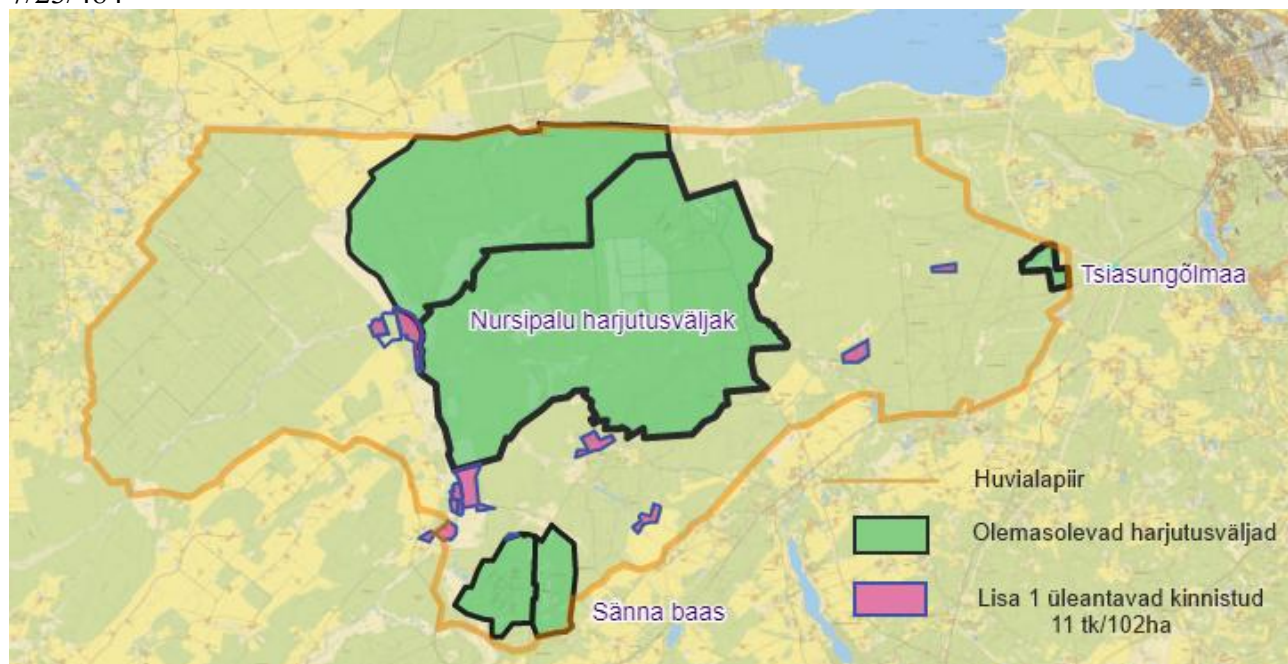 Tsiasungõlmaa
Nursipalu harjutusväljak
Huvialapiir
Olemasolevad harjutusväljad
Sänna baas
Lisa 1 üleantavad kinnistud
11 tk/102ha